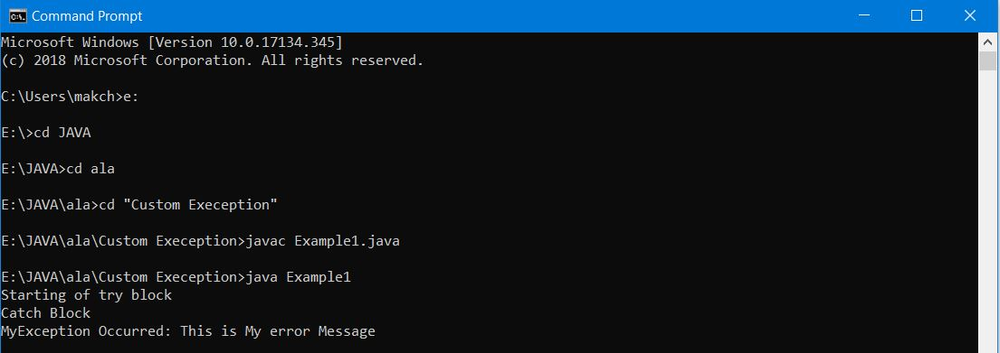 Command Prompt
Microsoft Windows [Version 10.0.17134.345]
(c) 2018 Microsoft Corporation. All rights reserved.
C:\Users\makch>e:
E:\>cd JAVA
E:\JAVA>cd ala
E:\JAVA\ala>cd "Custom Exeception"
E:\JAVA\ala\Custom Exeception>javac Example1.java
E:\JAVA\ala\Custom Exeception>java Example1
Starting of try block
Catch Block
MyException Occurred: This is My error Message